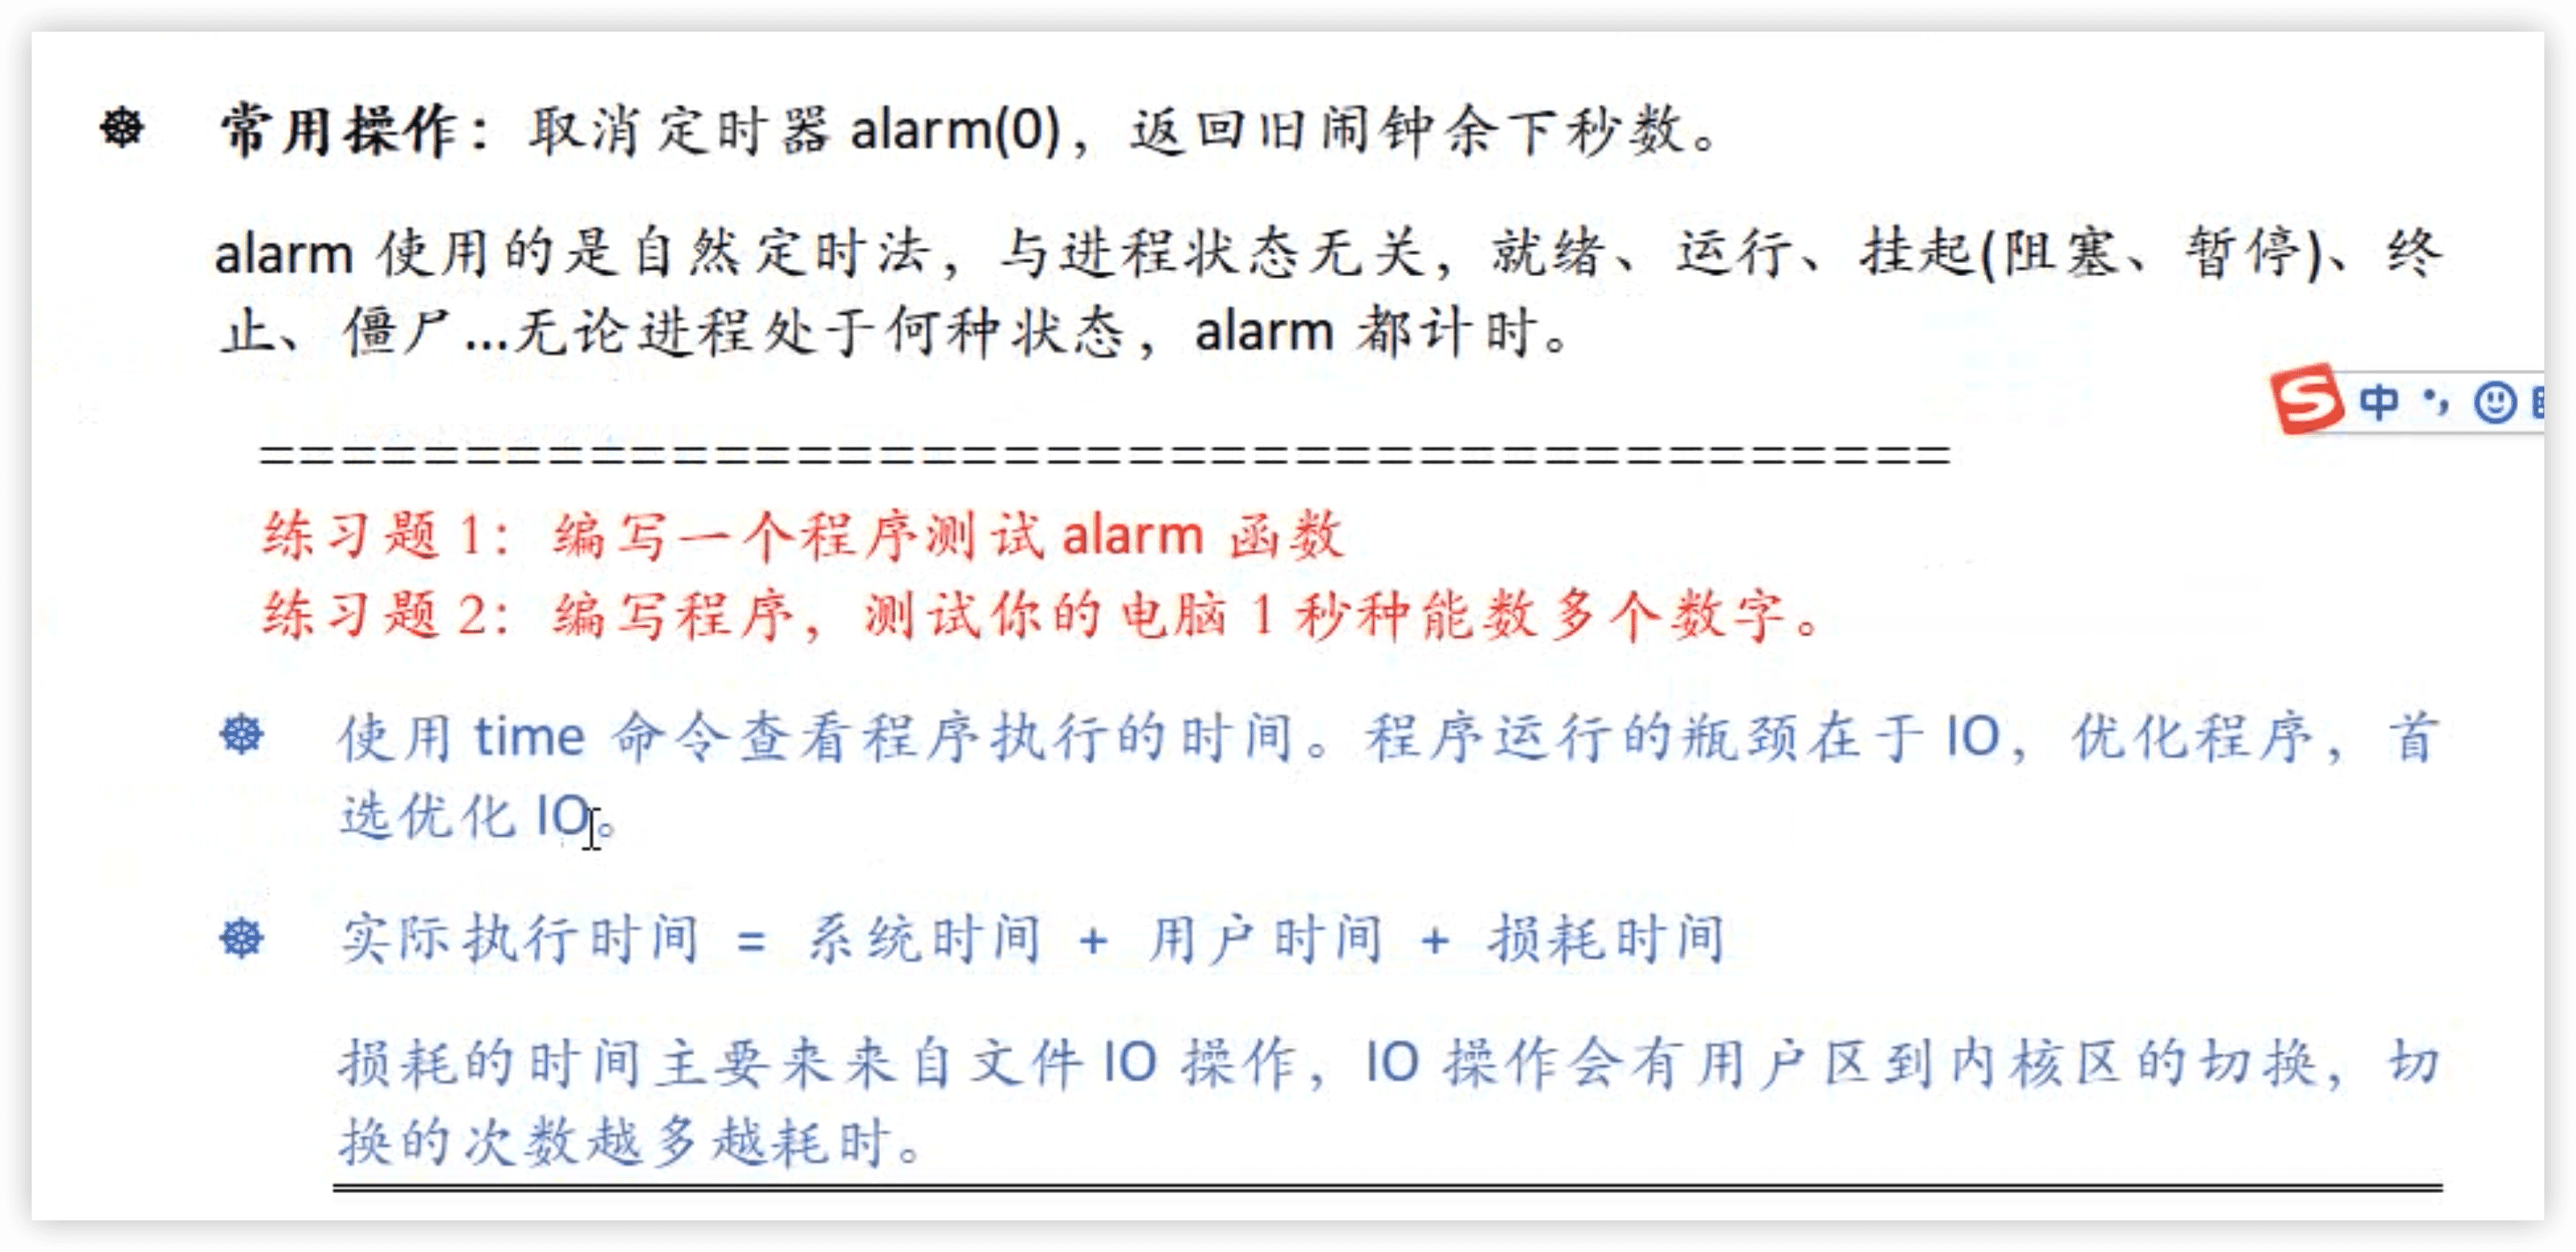 常用操作：取消定时器 alarm(0)，返回旧闹钟余下秒数。
alarm 使用的是自然定时法，与进程状态无关，就绪、运行、挂起(阻塞、暂停)、终
止、僵尸...无论进程处于何种状态，alarm 都计时。
中
=========================================
练习题 1：编写一个程序测试 alarm 函数
练习题 2：编写程序，测试你的电脑 1 秒种能数多个数字。
使用 time 命令查看程序执行的时间。程序运行的瓶颈在于 IO，优化程序，首
选优化 IO。
实际执行时间 = 系统时间 + 用户时间 + 损耗时间
损耗的时间主要来来自文件 IO 操作，IO 操作会有用户区到内核区的切换，切
换的次数越多越耗时。